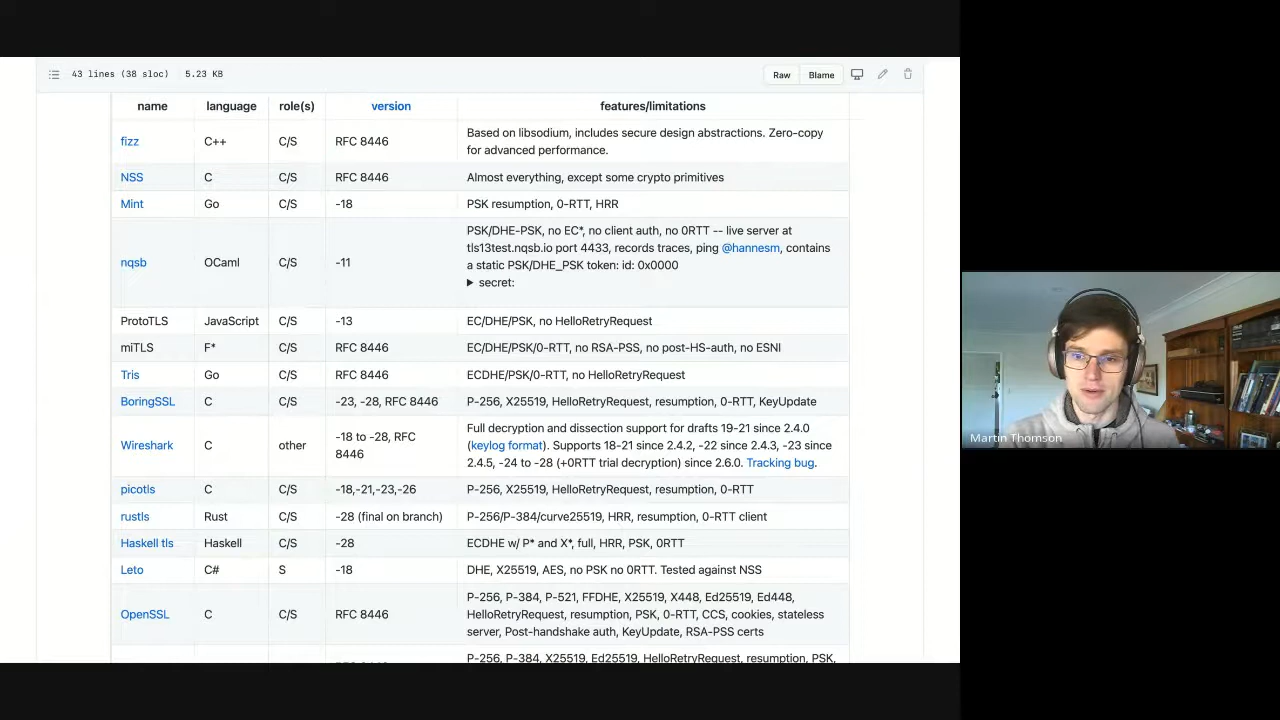 43 lines (38 sloc) 5.23 KB Raw Blame
name language role(s) version features/limitations
fizz C++ C/S RFC 8446 Based on libsodium, includes secure design abstractions. Zero-copy
for advanced performance.
NSS C C/S RFC 8446 Almost everything, except some crypto primitives
Mint Go C/S -18 PSK resumption, 0-RTT, HRR
nqsb OCaml C/S -11 PSK/DHE-PSK, no EC*, no client auth, no 0RTT -- live server at
tls13test.nqsb.io port 4433, records traces, ping @hannesm, contains
a static PSK/DHE_PSK token: id: 0x0000
secret:
ProtoTLS JavaScript C/S -13 EC/DHE/PSK, no HelloRetryRequest
miTLS F* C/S RFC 8446 EC/DHE/PSK/0-RTT, no RSA-PSS, no post-HS-auth, no ESNI
Tris Go C/S RFC 8446 ECDHE/PSK/0-RTT, no HelloRetryRequest
BoringSSL C C/S -23, -28, RFC 8446 P-256, X25519, HelloRetryRequest, resumption, 0-RTT, KeyUpdate
Wireshark C other -18 to -28, RFC
8446 Full decryption and dissection support for drafts 19-21 since 2.4.0
(keylog format). Supports 18-21 since 2.4.2, -22 since 2.4.3, -23 since
2.4.5, -24 to -28 (+0RTT trial decryption) since 2.6.0. Tracking bug.
picotls C C/S -18,-21,-23,-26 P-256, X25519, HelloRetryRequest, resumption, 0-RTT
rustls Rust C/S -28 (final on branch) P-256/P-384/curve25519, HRR, resumption, 0-RTT client
Haskell tls Haskell C/S -28 ECDHE w/ P* and X*, full, HRR, PSK, 0RTT
Leto C# S -18 DHE, X25519, AES, no PSK no 0RTT. Tested against NSS
OpenSSL C C/S RFC 8446 P-256, P-384, P-521, FFDHE, X25519, X448, Ed25519, Ed448,
HelloRetryRequest, resumption, PSK, 0-RTT, CCS, cookies, stateless
server, Post-handshake auth, KeyUpdate, RSA-PSS certs
P-256, P-384, X25519, Ed25519, HelloRetryRequest, resumption, PSK,
Martin Thomson